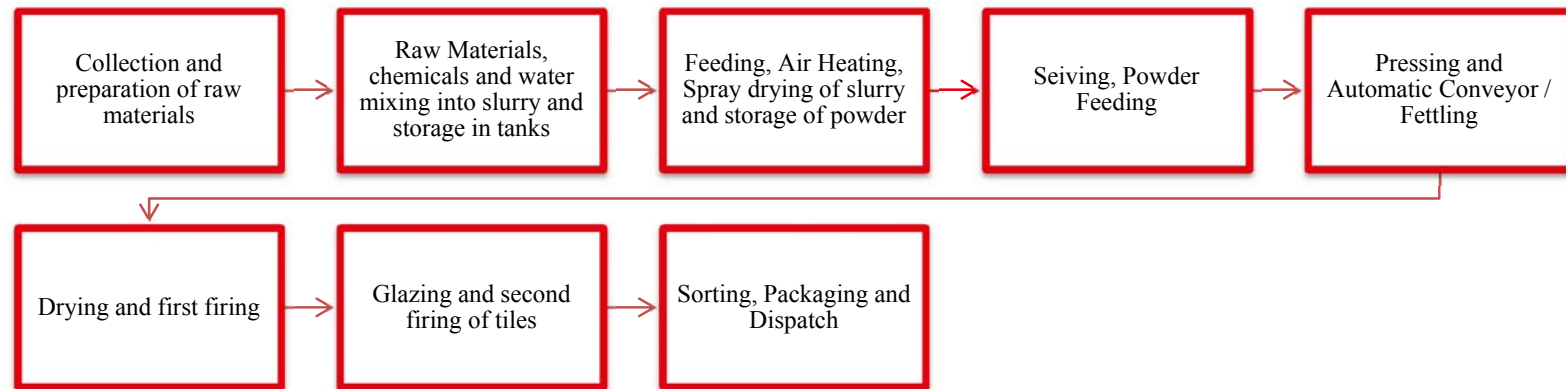 Collection and
preparation of raw
materials
Raw Materials,
chemicals and water
mixing into slurry and
storage in tanks
Feeding, Air Heating,
Spray drying of slurry
and storage of powder
Seiving, Powder
Feeding
Pressing and
Automatic Conveyor /
Fettling
Drying and first firing
Glazing and second
firing of tiles
Sorting, Packaging and
Dispatch